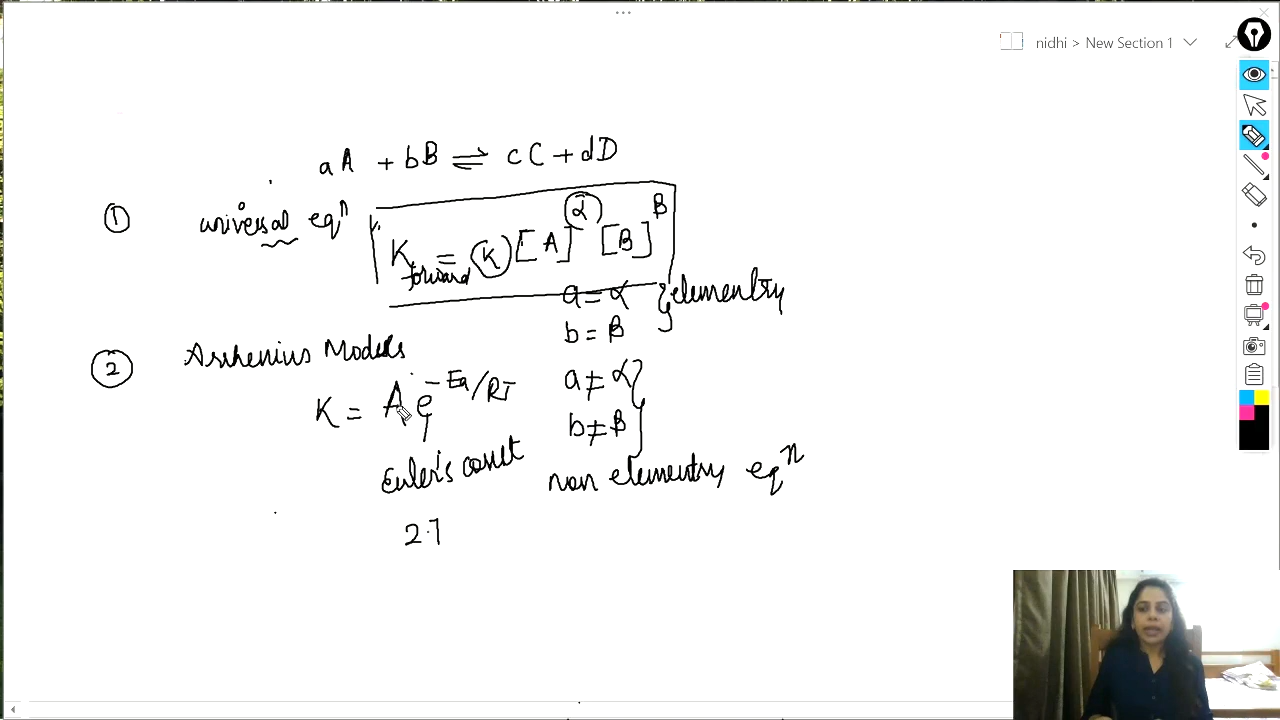 nidhi > New Section 1
aA + bB ⇌ cC + dD
① universal eqⁿ
K forward = K [A]^α [B]^β
a = α
b = β } elementry
② Arrhenius Models
K = A e^-Ea/RT
a ≠ α
b ≠ β }
Euler's const
non elementry eqⁿ
2.7